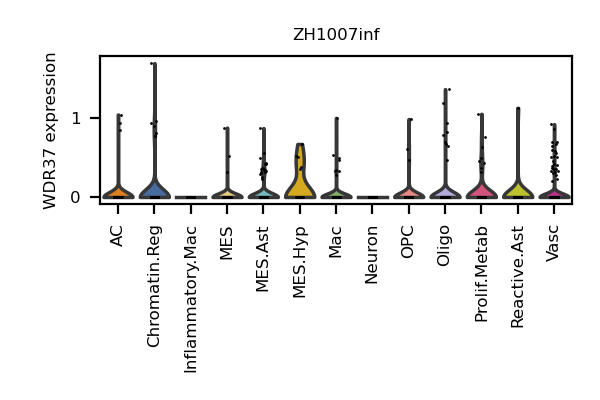 ZH1007inf
WDR37 expression
1
0
AC
Chromatin.Reg
Inflammatory.Mac
MES
MES.Ast
MES.Hyp
Mac
Neuron
OPC
Oligo
Prolif.Metab
Reactive.Ast
Vasc